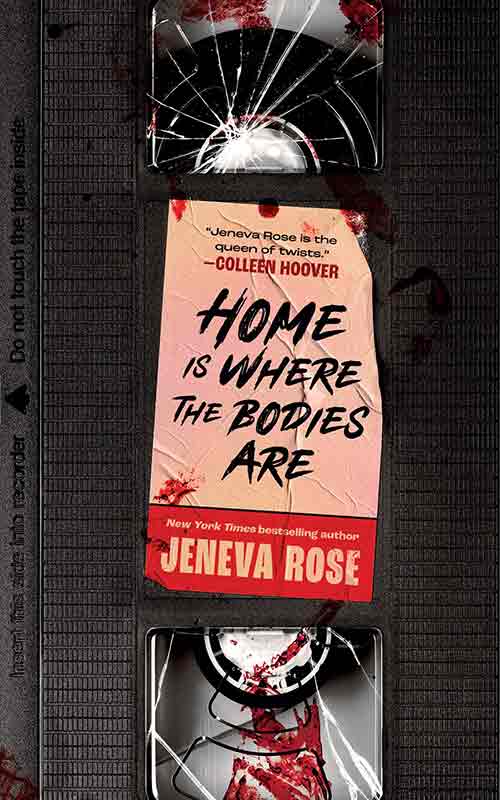 "Jeneva Rose is the
queen of twists."
—COLLEEN HOOVER
HOME
IS WHERE
THE BODIES
ARE
New York Times bestselling author
JENEVA ROSE
Insert this side into recorder ▲ Do not touch the tape inside